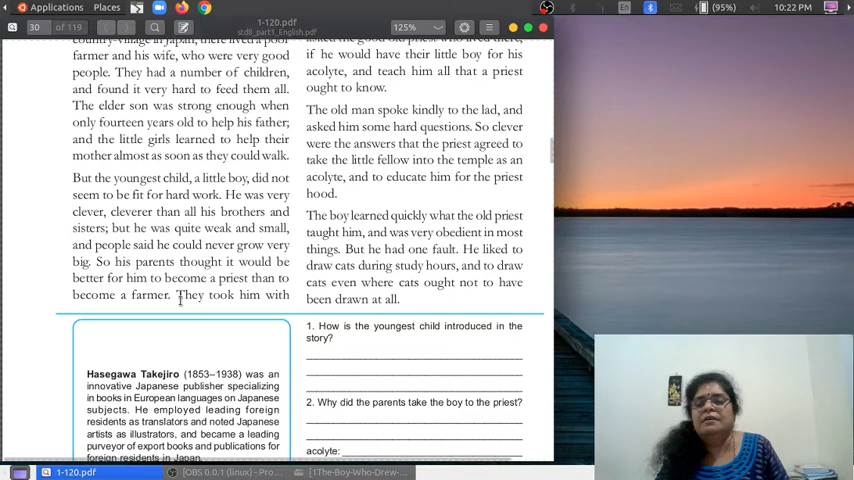 Applications
Places
En
(95)
10:22 PM
30
of 119
1-120.pdf
std8_part1_English.pdf
125%
country-village in Japan, there lived a poor
farmer and his wife, who were very good
people. They had a number of children,
and found it very hard to feed them all.
The elder son was strong enough when
only fourteen years old to help his father;
and the little girls learned to help their
mother almost as soon as they could walk.
But the youngest child, a little boy, did not
seem to be fit for hard work. He was very
clever, cleverer than all his brothers and
sisters; but he was quite weak and small,
and people said he could never grow very
big. So his parents thought it would be
better for him to become a priest than to
become a farmer. They took him with
Hasegawa Takejiro (1853–1938) was an
innovative Japanese publisher specializing
in books in European languages on Japanese
subjects. He employed leading foreign
residents as translators and noted Japanese
artists as illustrators, and became a leading
purveyor of export books and publications for
foreign residents in Japan.
asked the good old priest who lived there,
if he would have their little boy for his
acolyte, and teach him all that a priest
ought to know.
The old man spoke kindly to the lad, and
asked him some hard questions. So clever
were the answers that the priest agreed to
take the little fellow into the temple as an
acolyte, and to educate him for the priest
hood.
The boy learned quickly what the old priest
taught him, and was very obedient in most
things. But he had one fault. He liked to
draw cats during study hours, and to draw
cats even where cats ought not to have
been drawn at all.
1. How is the youngest child introduced in the
story?
2. Why did the parents take the boy to the priest?
acolyte:
1-120.pdf
[OBS 0.0.1 (linux) - Pro...
[1The-Boy-Who-Drew-...